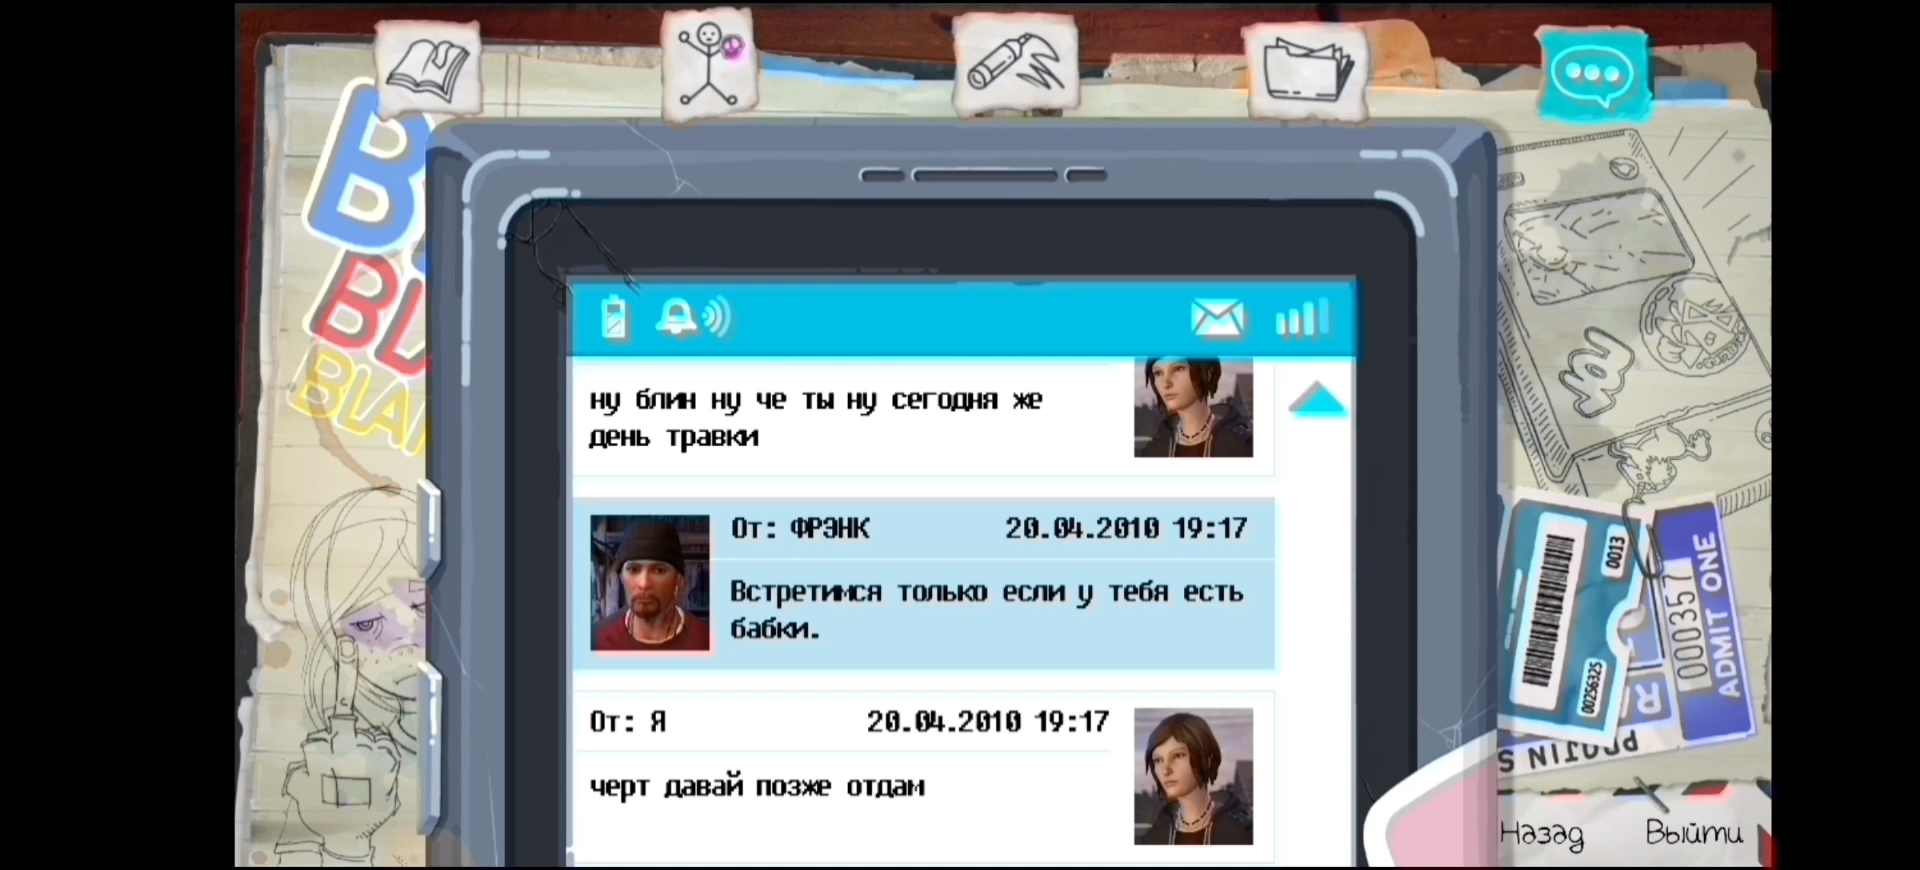 BLA
BLA
ну блин ну че ты ну сегодня же
день травки
От: ФРЭНК 20.04.2010 19:17
Встретимся только если у тебя есть
бабки.
От: Я 20.04.2010 19:17
черт давай позже отдам
0013
00256325
000357
ADMIT ONE
Назад Выйти